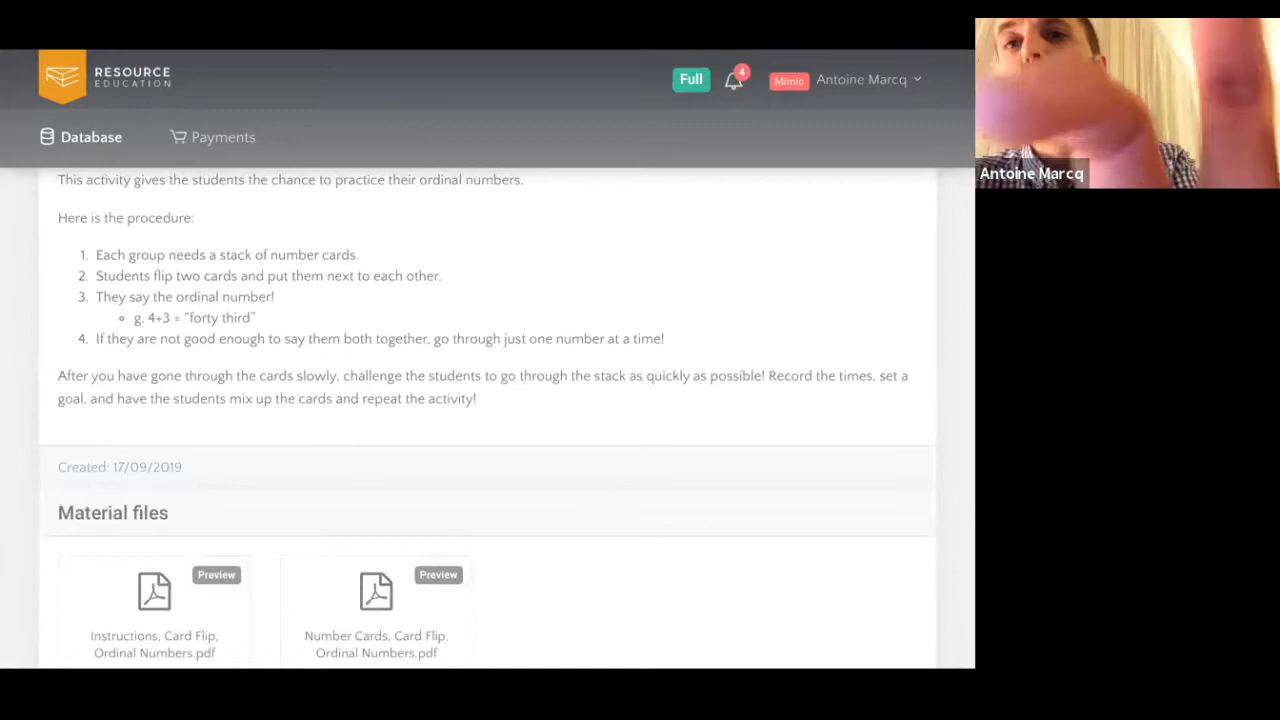 RESOURCE
EDUCATION
Full
4
Mimic
Antoine Marcq
Database
Payments
Antoine Marcq
This activity gives the students the chance to practice their ordinal numbers.
Here is the procedure:
1. Each group needs a stack of number cards.
2. Students flip two cards and put them next to each other.
3. They say the ordinal number!
g. 4+3 = "forty third"
4. If they are not good enough to say them both together, go through just one number at a time!
After you have gone through the cards slowly, challenge the students to go through the stack as quickly as possible! Record the times, set a
goal, and have the students mix up the cards and repeat the activity!
Created: 17/09/2019
Material files
Preview
Preview
Instructions, Card Flip,
Ordinal Numbers.pdf
Number Cards, Card Flip,
Ordinal Numbers.pdf